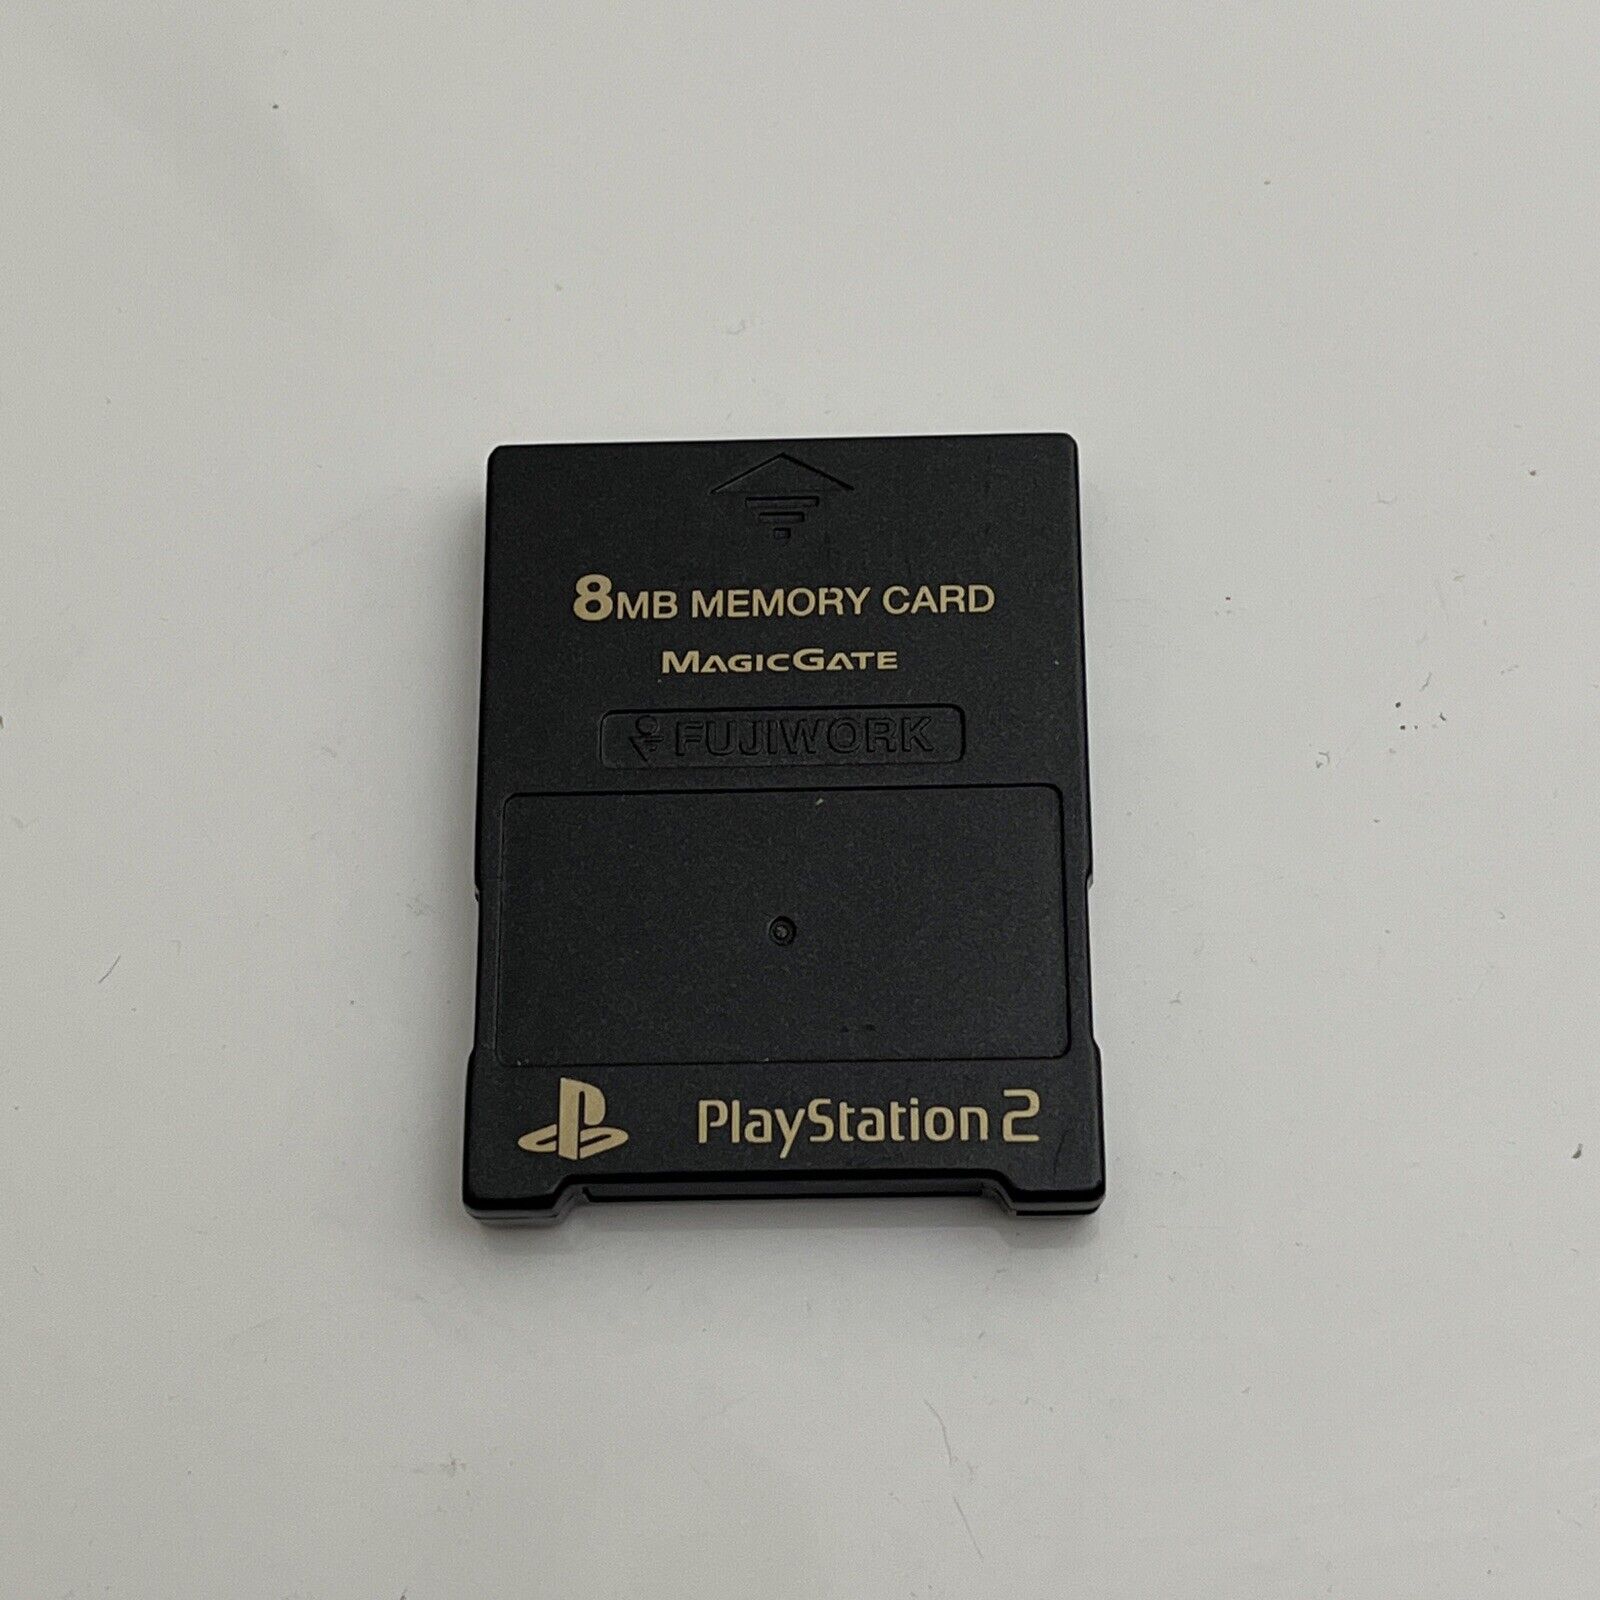 8MB MEMORY CARD
MAGICGATE
FUJIWORK
PlayStation 2